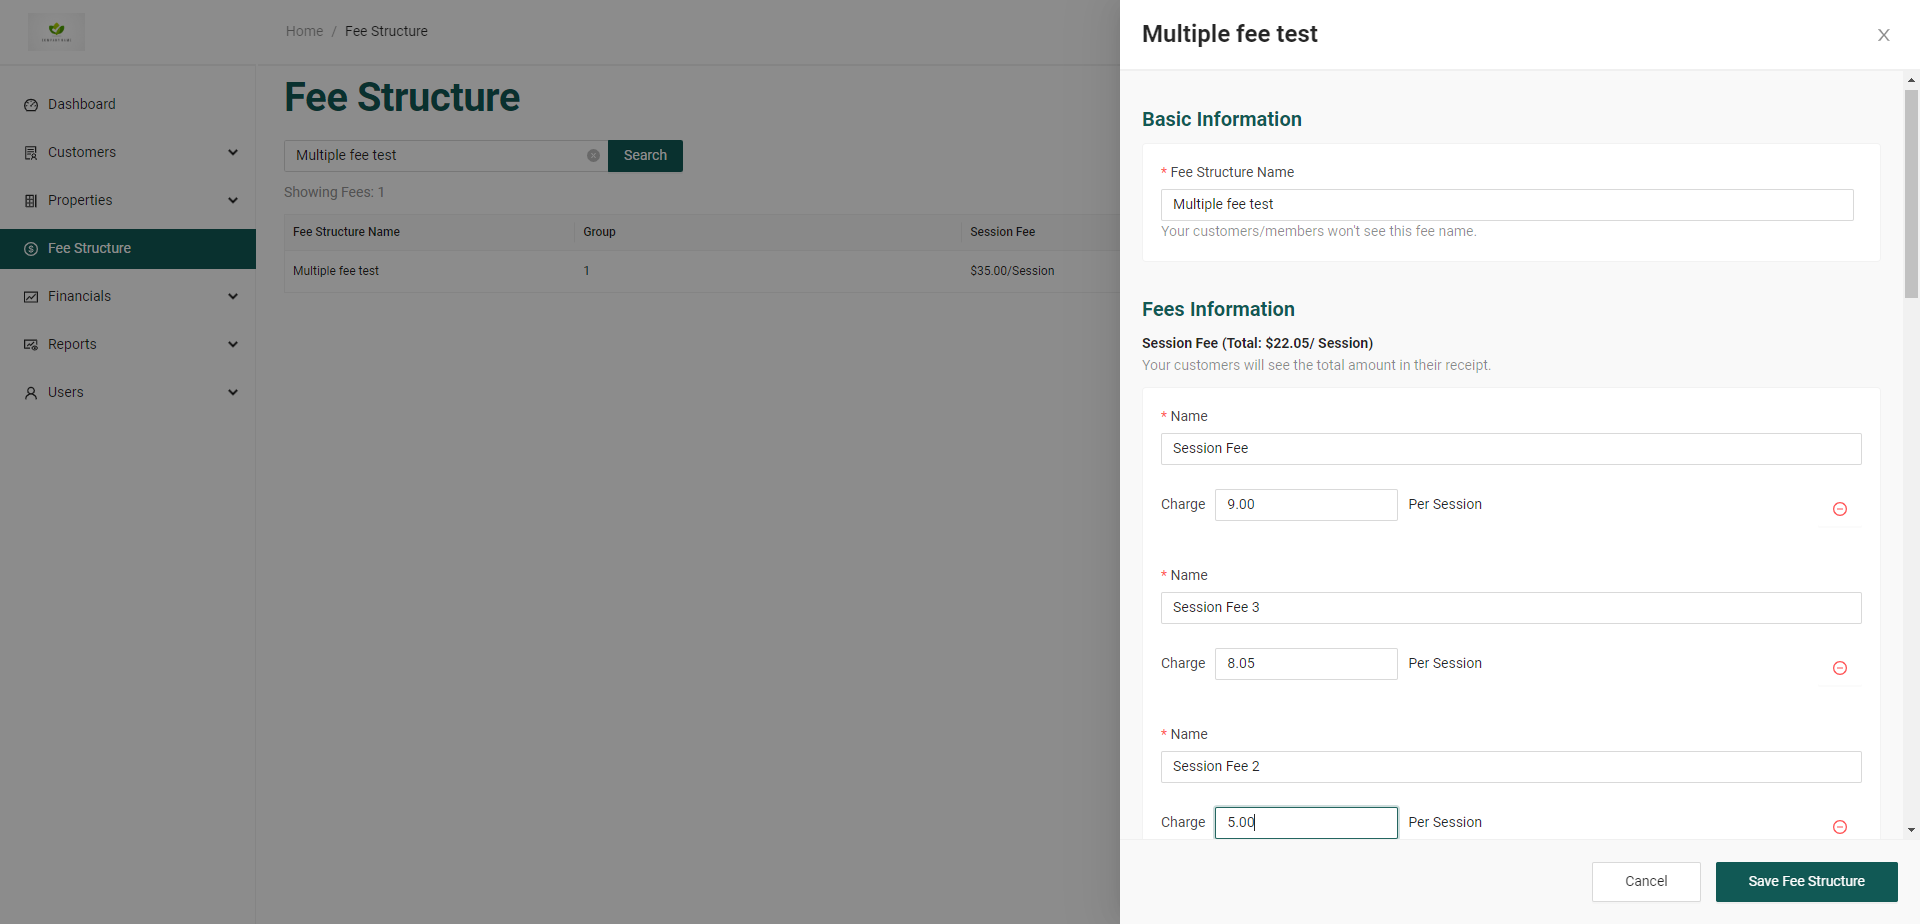 Home / Fee Structure
Dashboard
Customers
Properties
Fee Structure
Financials
Reports
Users
Fee Structure
Multiple fee test
Search
Showing Fees: 1
Fee Structure Name Group Session Fee
Multiple fee test 1 $35.00/Session
Multiple fee test
Basic Information
* Fee Structure Name
Multiple fee test
Your customers/members won't see this fee name.
Fees Information
Session Fee (Total: $22.05/ Session)
Your customers will see the total amount in their receipt.
* Name
Session Fee
Charge 9.00 Per Session
* Name
Session Fee 3
Charge 8.05 Per Session
* Name
Session Fee 2
Charge 5.00 Per Session
Cancel
Save Fee Structure